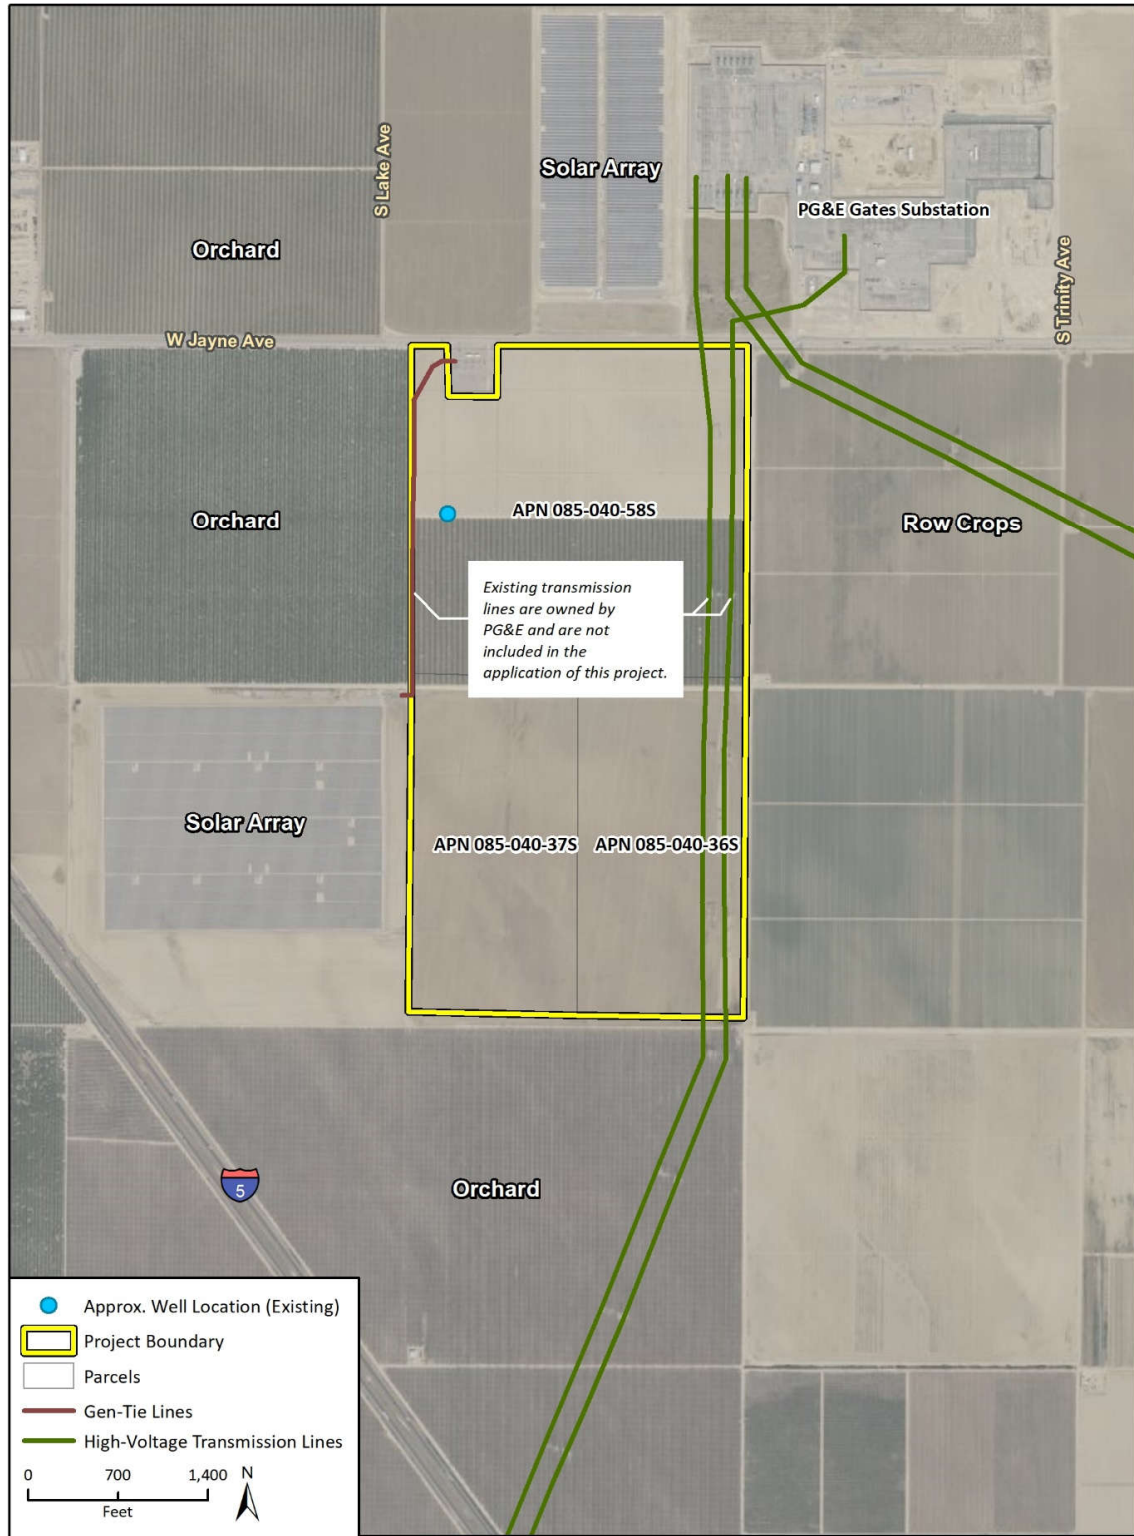 S Lake Ave
Solar Array
PG&E Gates Substation
Orchard
S Trinity Ave
W Jayne Ave
APN 085-040-58S
Orchard
Row Crops
Existing transmission
lines are owned by
PG&E and are not
included in the
application of this project.
Solar Array
APN 085-040-37S
APN 085-040-36S
5
Orchard
Approx. Well Location (Existing)
Project Boundary
Parcels
Gen-Tie Lines
High-Voltage Transmission Lines
0 700 1,400
Feet
N